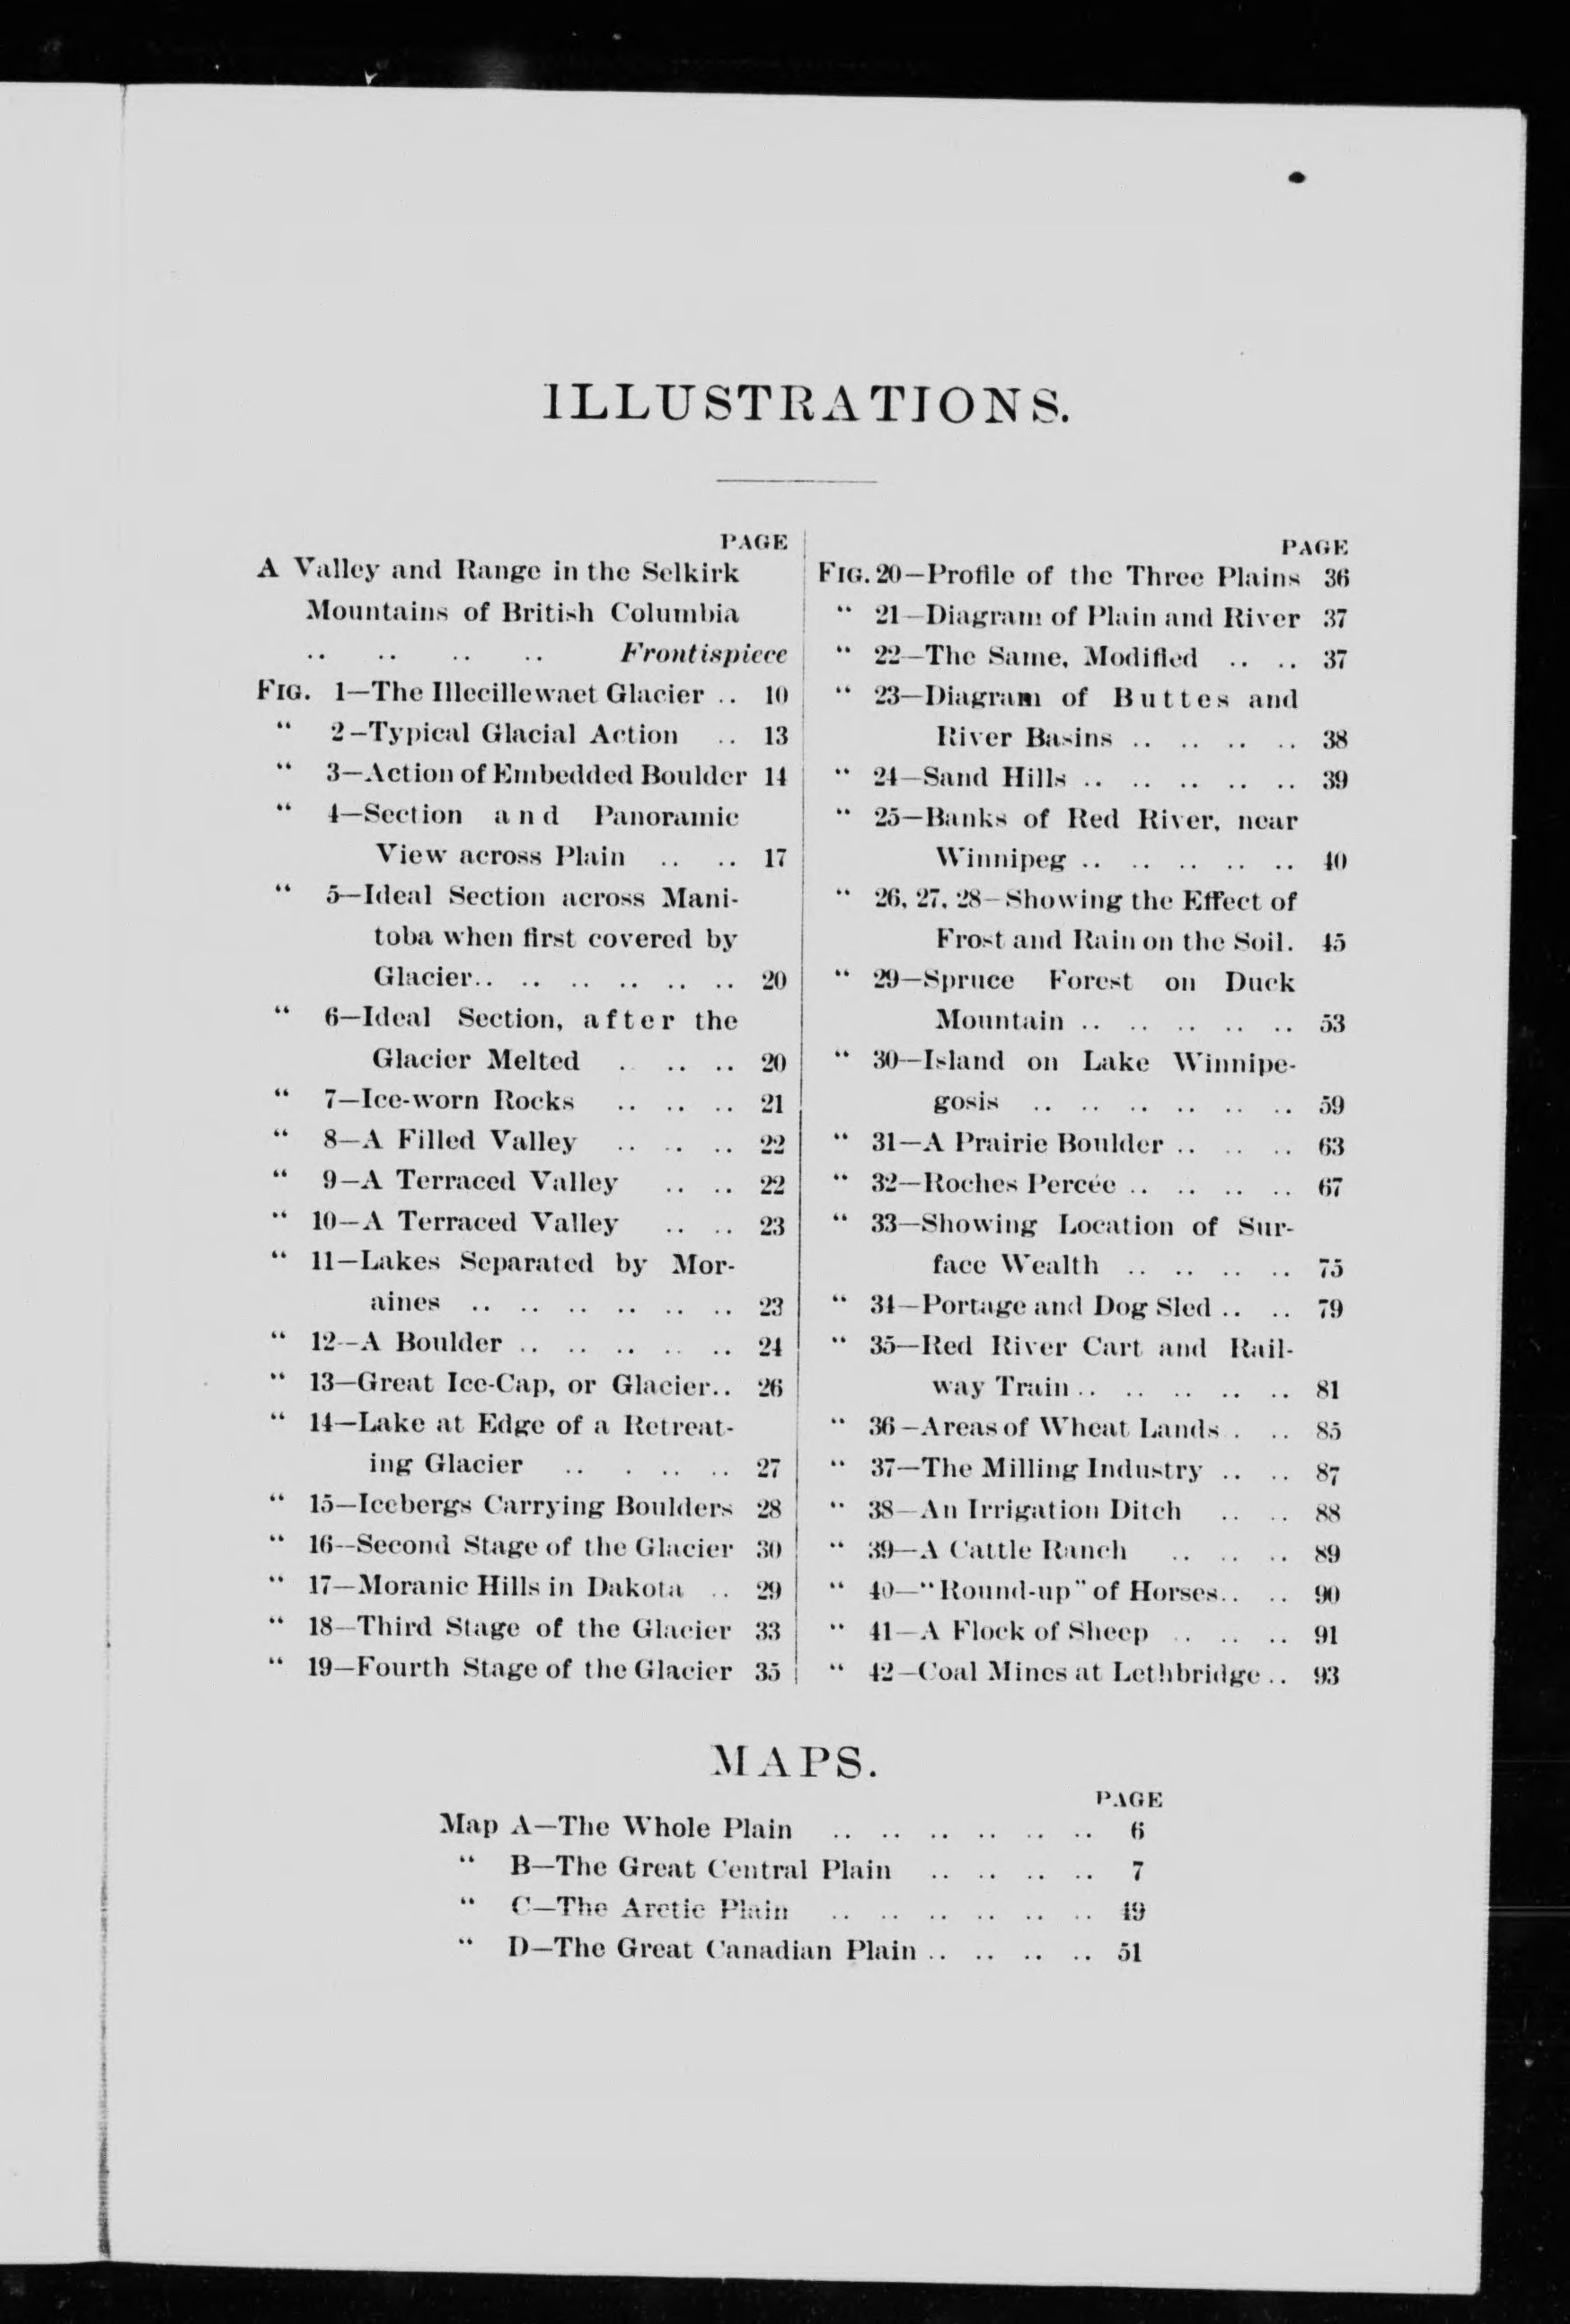 ILLUSTRATIONS.
PAGE
A Valley and Range in the Selkirk
Mountains of British Columbia
.. .. .. .. Frontispiece
FIG. 1—The Illecillewaet Glacier .. 10
“ 2—Typical Glacial Action .. 13
“ 3—Action of Embedded Boulder 14
“ 4—Section and Panoramic
View across Plain .. .. 17
“ 5—Ideal Section across Mani-
toba when first covered by
Glacier.. .. .. .. .. .. 20
“ 6—Ideal Section, after the
Glacier Melted .. .. .. 20
“ 7—Ice-worn Rocks .. .. .. 21
“ 8—A Filled Valley .. .. .. 22
“ 9—A Terraced Valley .. .. 22
“ 10—A Terraced Valley .. .. 23
“ 11—Lakes Separated by Mor-
aines .. .. .. .. .. .. 23
“ 12—A Boulder .. .. .. .. .. 24
“ 13—Great Ice-Cap, or Glacier.. 26
“ 14—Lake at Edge of a Retreat-
ing Glacier .. .. .. .. 27
“ 15—Icebergs Carrying Boulders 28
“ 16—Second Stage of the Glacier 30
“ 17—Moranic Hills in Dakota .. 29
“ 18—Third Stage of the Glacier 33
“ 19—Fourth Stage of the Glacier 35
PAGE
FIG. 20—Profile of the Three Plains 36
“ 21—Diagram of Plain and River 37
“ 22—The Same, Modified .. .. 37
“ 23—Diagram of Buttes and
River Basins .. .. .. .. 38
“ 24—Sand Hills .. .. .. .. .. 39
“ 25—Banks of Red River, near
Winnipeg .. .. .. .. .. 40
“ 26, 27, 28—Showing the Effect of
Frost and Rain on the Soil. 45
“ 29—Spruce Forest on Duck
Mountain .. .. .. .. .. 53
“ 30—Island on Lake Winnipe-
gosis .. .. .. .. .. .. 59
“ 31—A Prairie Boulder .. .. .. 63
“ 32—Roches Percée .. .. .. .. 67
“ 33—Showing Location of Sur-
face Wealth .. .. .. .. 75
“ 34—Portage and Dog Sled .. .. 79
“ 35—Red River Cart and Rail-
way Train .. .. .. .. .. 81
“ 36—Areas of Wheat Lands . .. 85
“ 37—The Milling Industry .. .. 87
“ 38—An Irrigation Ditch .. .. 88
“ 39—A Cattle Ranch .. .. .. 89
“ 40—“Round-up” of Horses.. .. 90
“ 41—A Flock of Sheep .. .. .. 91
“ 42—Coal Mines at Lethbridge .. 93
MAPS.
PAGE
Map A—The Whole Plain .. .. .. .. .. .. 6
“ B—The Great Central Plain .. .. .. .. 7
“ C—The Arctic Plain .. .. .. .. .. .. 49
“ D—The Great Canadian Plain .. .. .. .. 51